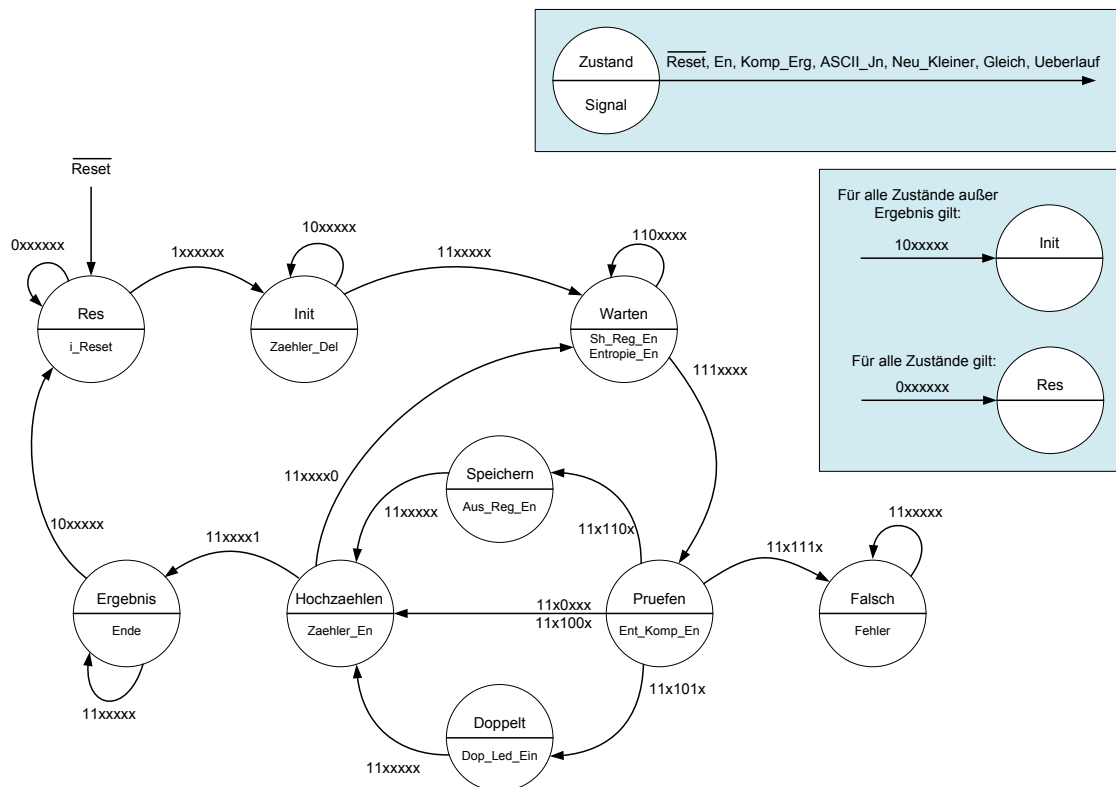 Zustand
Signal
Reset, En, Komp_Erg, ASCII_Jn, Neu_Kleiner, Gleich, Ueberlauf
Reset
Für alle Zustände außer
Ergebnis gilt:
10xxxxx
Init
Für alle Zustände gilt:
0xxxxxx
Res
0xxxxxx
1xxxxxx
10xxxxx
11xxxxx
110xxxx
Res
i_Reset
Init
Zaehler_Del
Warten
Sh_Reg_En
Entropie_En
111xxxx
11xxxx0
Speichern
Aus_Reg_En
11xxxxx
11x110x
10xxxxx
11xxxx1
11x111x
11xxxxx
Ergebnis
Ende
Hochzaehlen
Zaehler_En
11x0xxx
11x100x
Pruefen
Ent_Komp_En
Falsch
Fehler
11xxxxx
11x101x
Doppelt
Dop_Led_Ein
11xxxxx